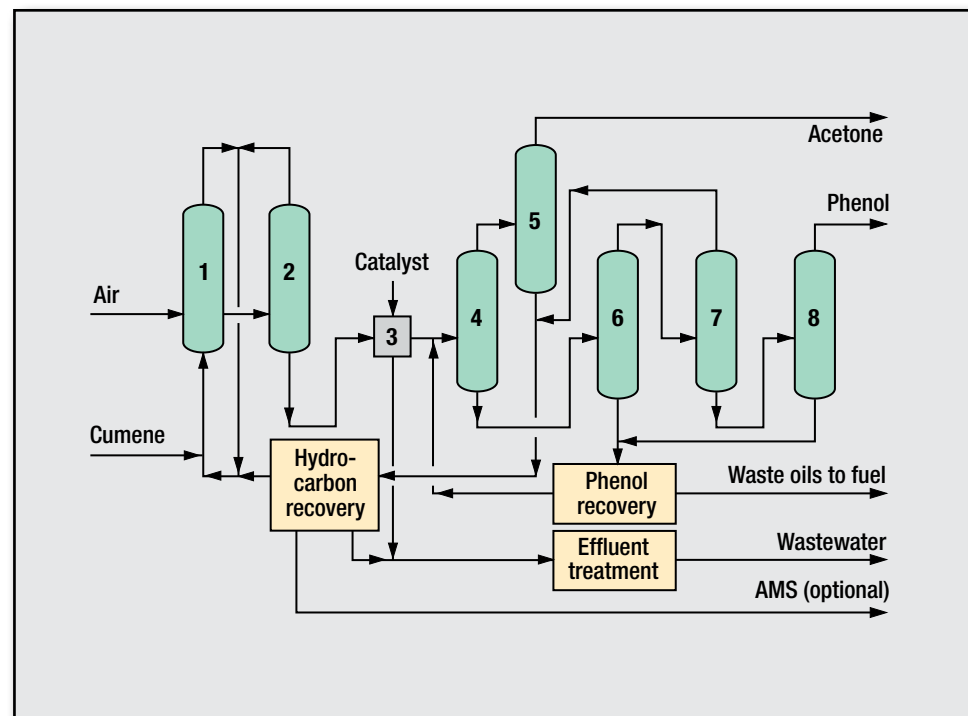 Acetone
Phenol
5
1
2
Catalyst
4
6
7
8
Air
3
Cumene
Hydro-
carbon
recovery
Phenol
recovery
Waste oils to fuel
Effluent
treatment
Wastewater
AMS (optional)